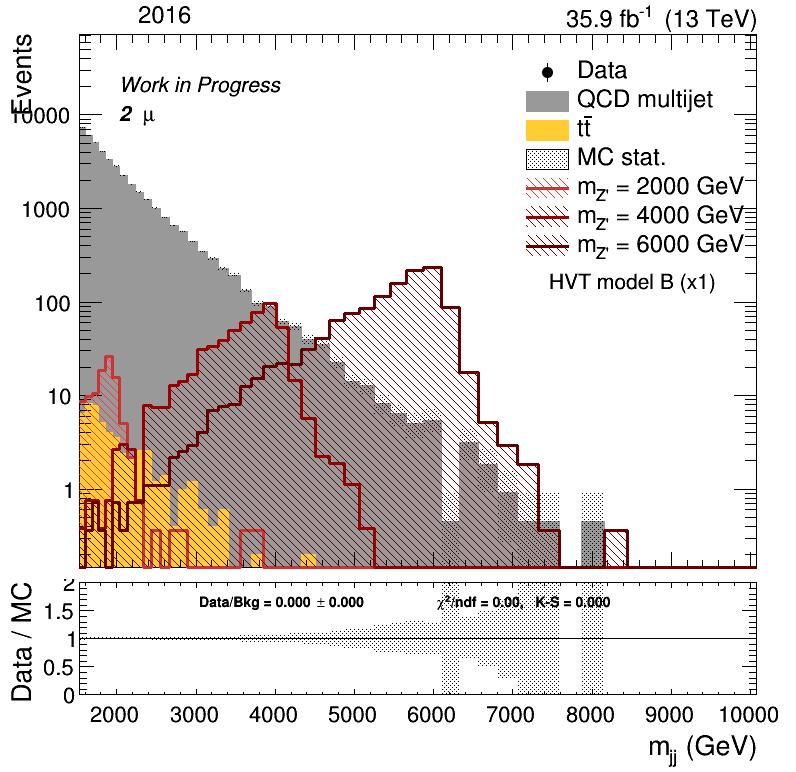 2016
35.9 fb⁻¹ (13 TeV)
Events
Work in Progress
2 μ
Data
QCD multijet
tt̄
MC stat.
m_Z' = 2000 GeV
m_Z' = 4000 GeV
m_Z' = 6000 GeV
HVT model B (x1)
10000
1000
100
10
1
Data / MC
2
1.5
1
0.5
0
Data/Bkg = 0.000 ± 0.000
χ²/ndf = 0.00, K-S = 0.000
2000 3000 4000 5000 6000 7000 8000 9000 10000
m_jj (GeV)